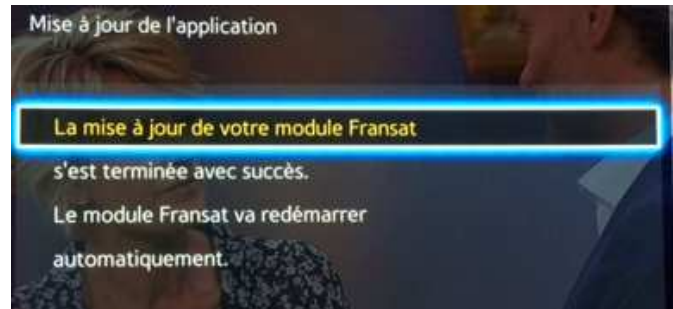 Mise à jour de l'application
La mise à jour de votre module Fransat
s'est terminée avec succès.
Le module Fransat va redémarrer
automatiquement.